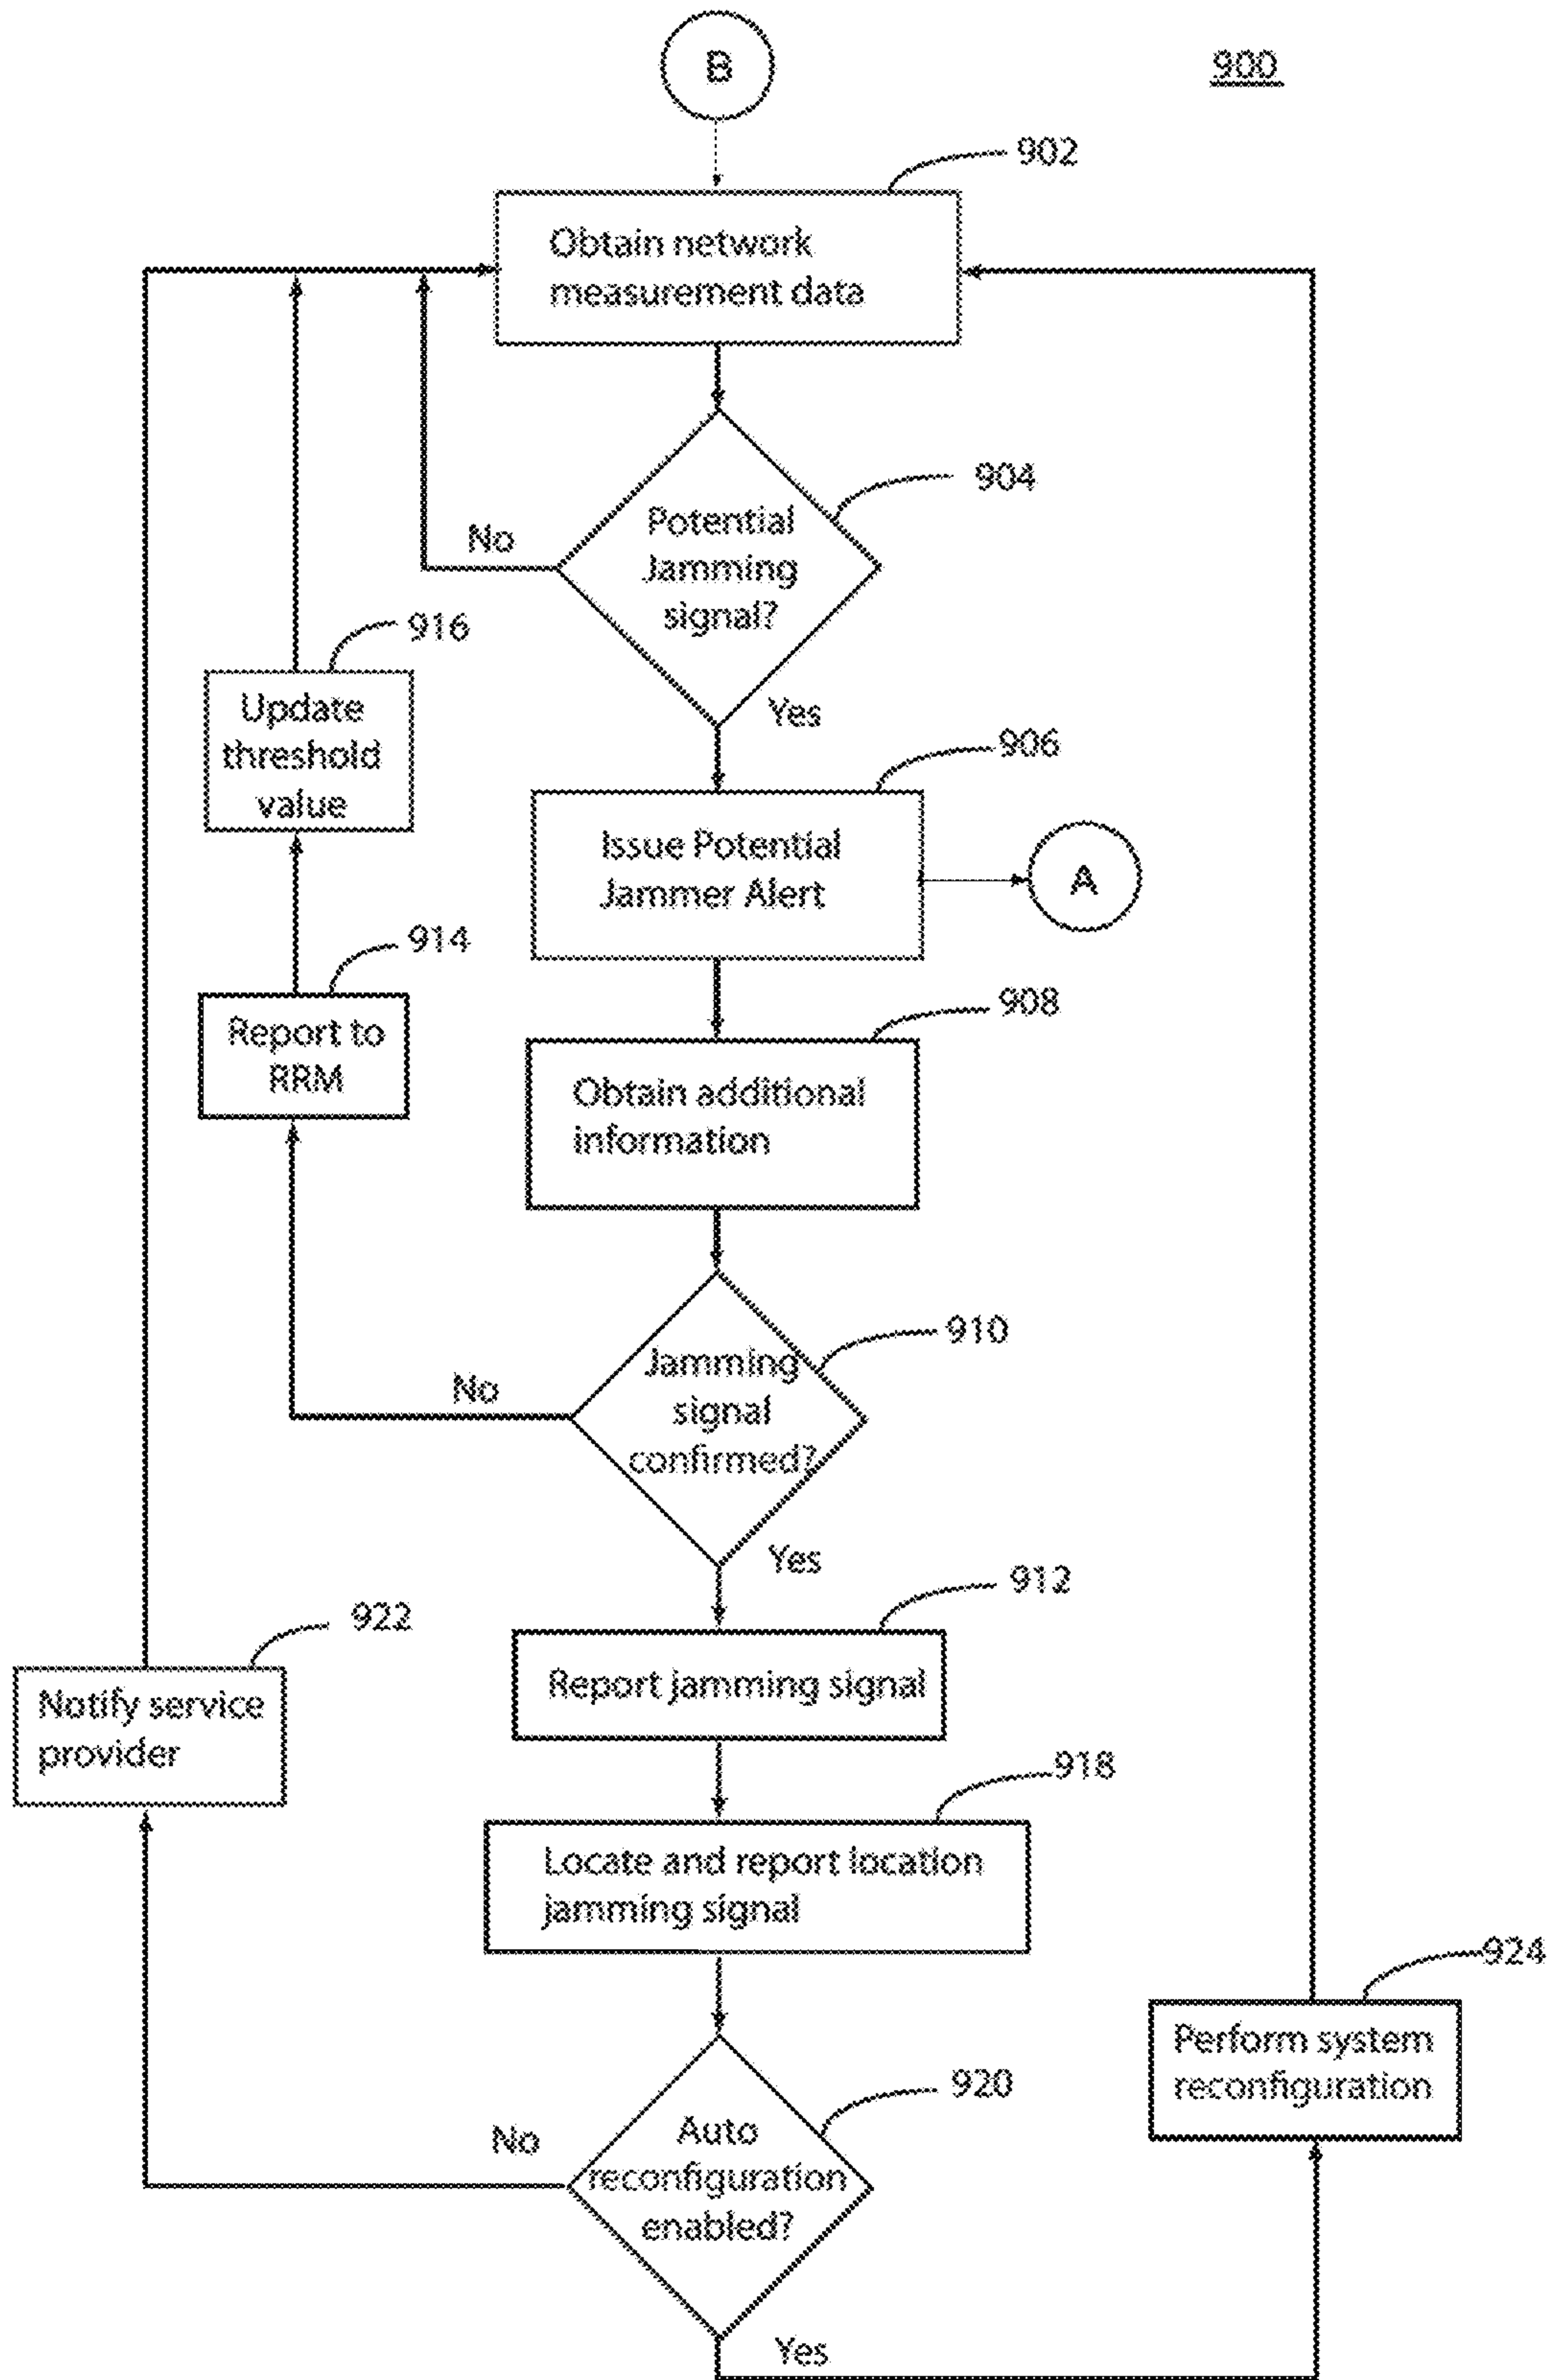 B
900
902
Obtain network
measurement data
904
Potential
Jamming
signal?
No
Yes
916
Update
threshold
value
906
Issue Potential
Jammer Alert
A
914
Report to
RRM
908
Obtain additional
information
910
Jamming
signal
confirmed?
No
Yes
912
Report jamming signal
922
Notify service
provider
918
Locate and report location
jamming signal
924
Perform system
reconfiguration
920
Auto
reconfiguration
enabled?
No
Yes